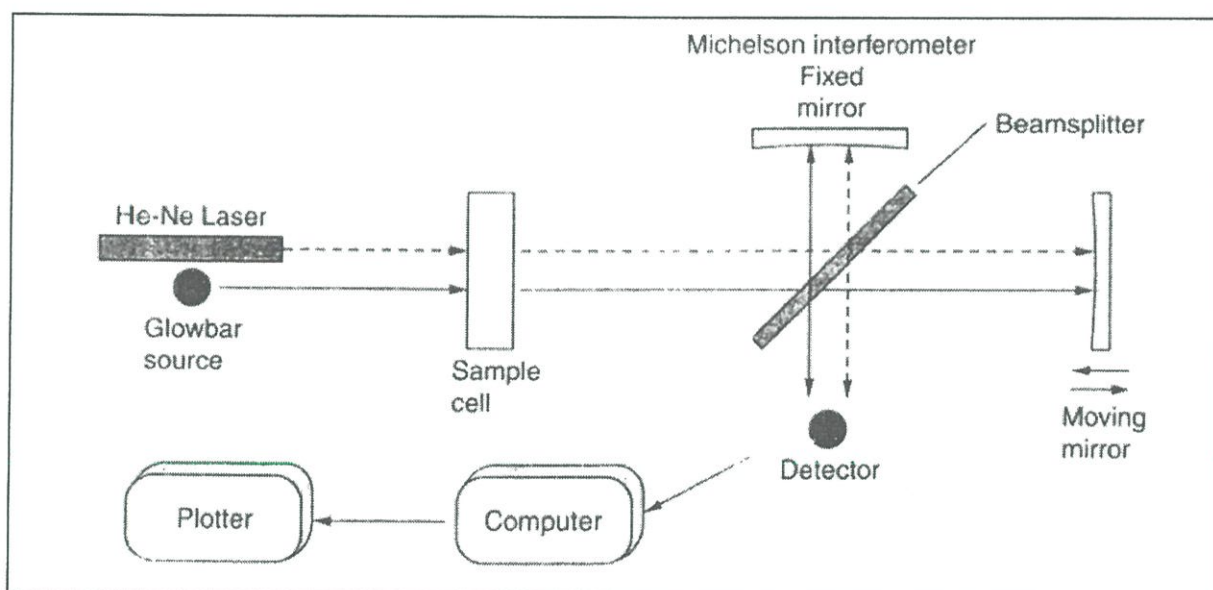 Michelson interferometer
Fixed
mirror
Beamsplitter
He-Ne Laser
Glowbar
source
Sample
cell
Moving
mirror
Detector
Plotter
Computer